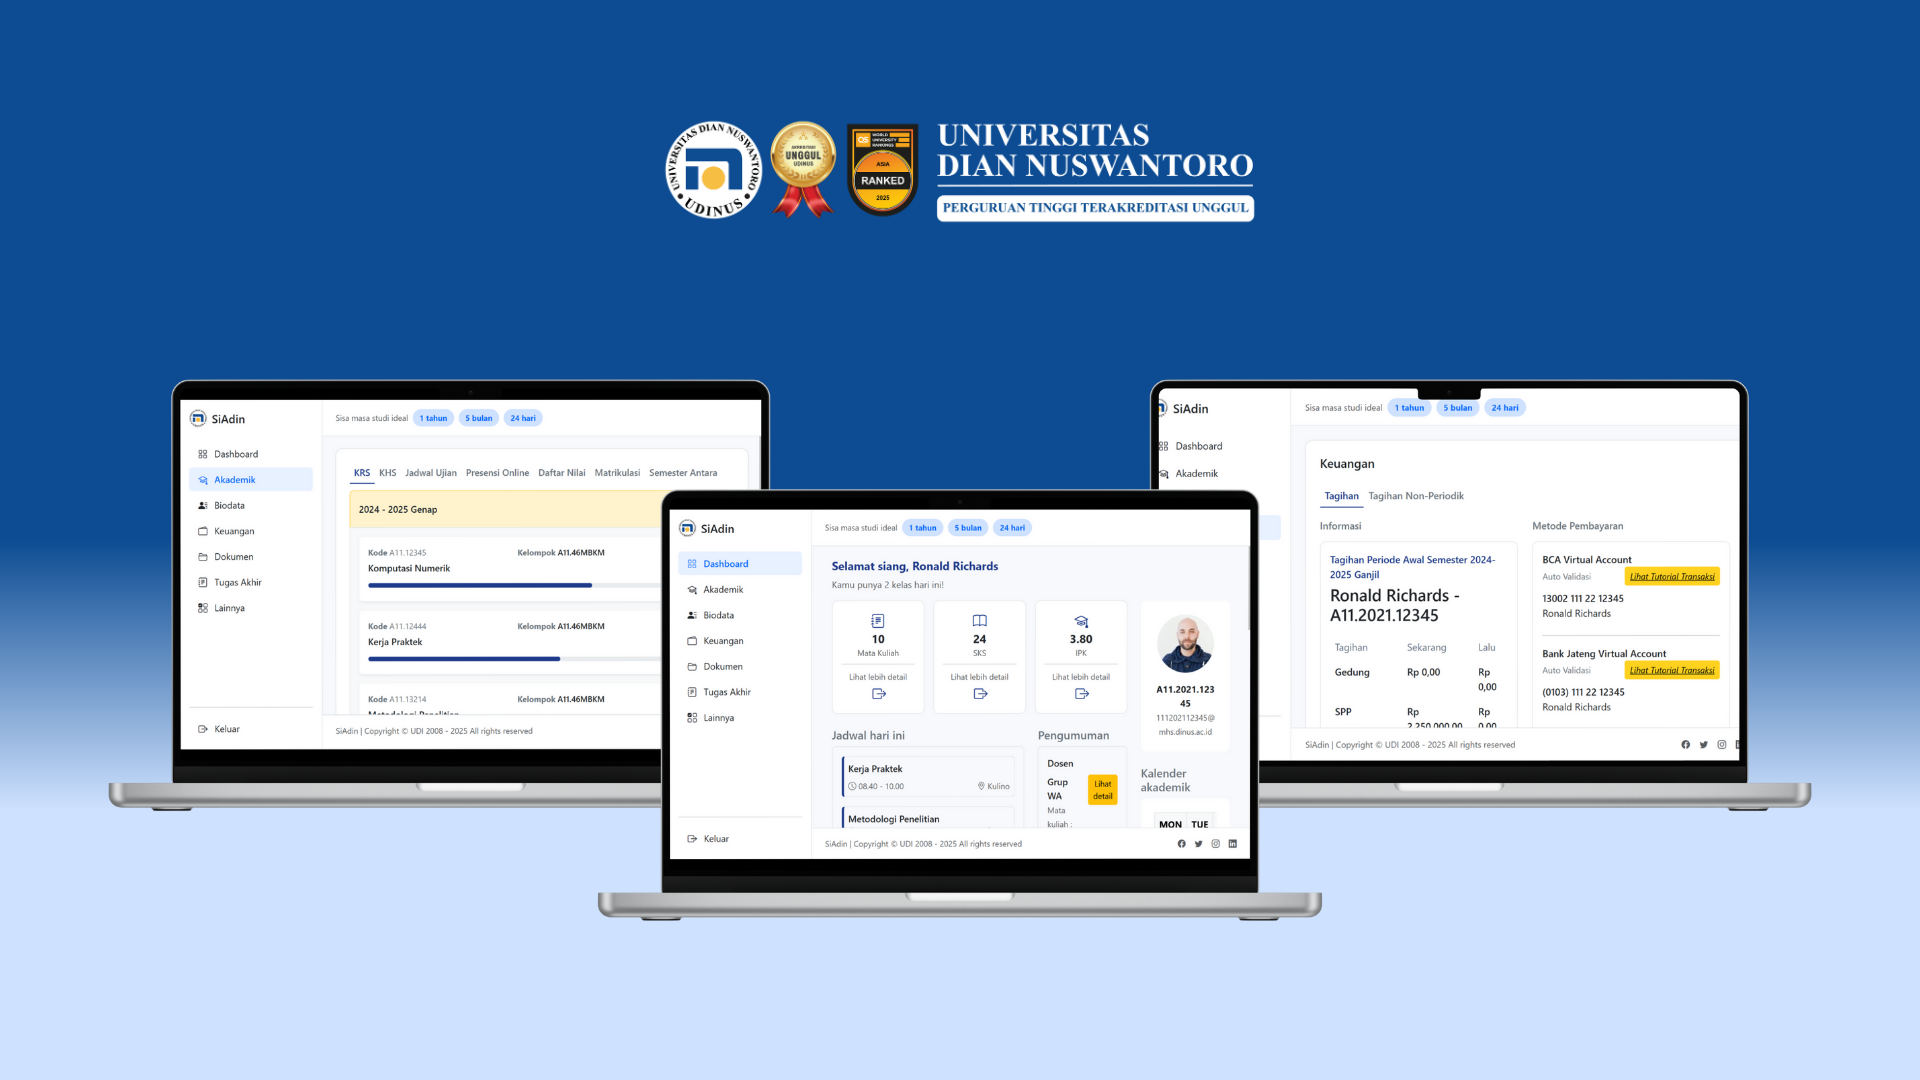 UNIVERSITAS DIAN NUSWANTORO
UDINUS
AKREDITASI
UNGGUL
UDINUS
QS WORLD UNIVERSITY RANKINGS
ASIA
RANKED
2025
UNIVERSITAS
DIAN NUSWANTORO
PERGURUAN TINGGI TERAKREDITASI UNGGUL
SiAdin
Dashboard
Akademik
Biodata
Keuangan
Dokumen
Tugas Akhir
Lainnya
Keluar
Sisa masa studi ideal 1 tahun 5 bulan 24 hari
KRS KHS Jadwal Ujian Presensi Online Daftar Nilai Matrikulasi Semester Antara
2024 - 2025 Genap
Kode A11.12345 Kelompok A11.46MBKM
Komputasi Numerik
Kode A11.12444 Kelompok A11.46MBKM
Kerja Praktek
Kode A11.13214 Kelompok A11.46MBKM
Metodologi Penelitian
SiAdin | Copyright © UDI 2008 - 2025 All rights reserved
SiAdin
Dashboard
Akademik
Biodata
Keuangan
Dokumen
Tugas Akhir
Lainnya
Keluar
Sisa masa studi ideal 1 tahun 5 bulan 24 hari
Selamat siang, Ronald Richards
Kamu punya 2 kelas hari ini!
10
Mata Kuliah
Lihat lebih detail
24
SKS
Lihat lebih detail
3.80
IPK
Lihat lebih detail
A11.2021.123
45
111202112345@
mhs.dinus.ac.id
Jadwal hari ini
Kerja Praktek
08.40 - 10.00 Kulino
Metodologi Penelitian
Pengumuman
Dosen
Grup
WA
Mata
kuliah :
Lihat
detail
Kalender
akademik
MON TUE
SiAdin | Copyright © UDI 2008 - 2025 All rights reserved
SiAdin
Dashboard
Akademik
Sisa masa studi ideal 1 tahun 5 bulan 24 hari
Keuangan
Tagihan Tagihan Non-Periodik
Informasi
Tagihan Periode Awal Semester 2024-
2025 Ganjil
Ronald Richards -
A11.2021.12345
Tagihan Sekarang Lalu
Gedung Rp 0,00 Rp
0,00
SPP Rp Rp
2.250.000,00 0,00
Metode Pembayaran
BCA Virtual Account
Auto Validasi Lihat Tutorial Transaksi
13002 111 22 12345
Ronald Richards
Bank Jateng Virtual Account
Auto Validasi Lihat Tutorial Transaksi
(0103) 111 22 12345
Ronald Richards
SiAdin | Copyright © UDI 2008 - 2025 All rights reserved